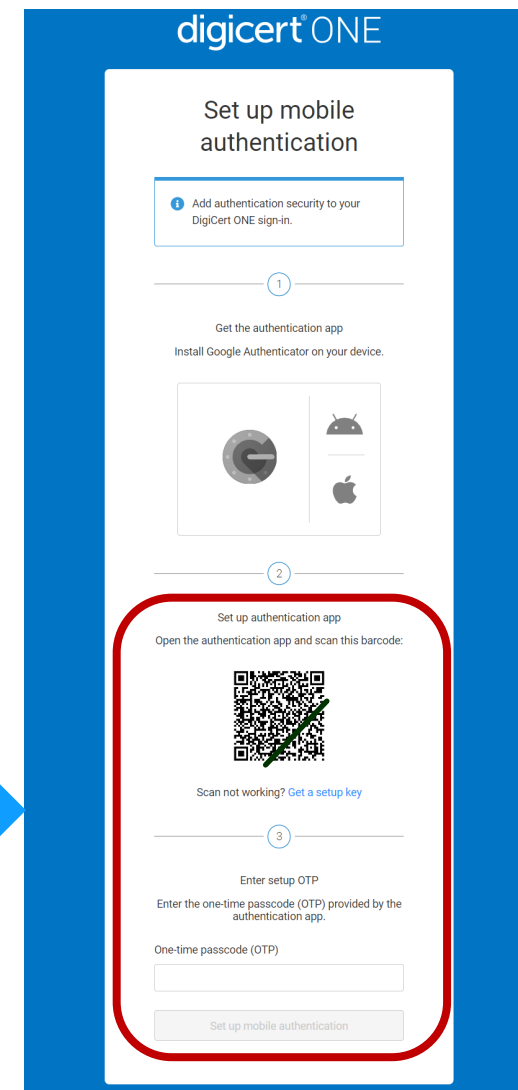 digicert® ONE
Set up mobile
authentication
Add authentication security to your
DigiCert ONE sign-in.
1
Get the authentication app
Install Google Authenticator on your device.
2
Set up authentication app
Open the authentication app and scan this barcode:
Scan not working? Get a setup key
3
Enter setup OTP
Enter the one-time passcode (OTP) provided by the
authentication app.
One-time passcode (OTP)
Set up mobile authentication